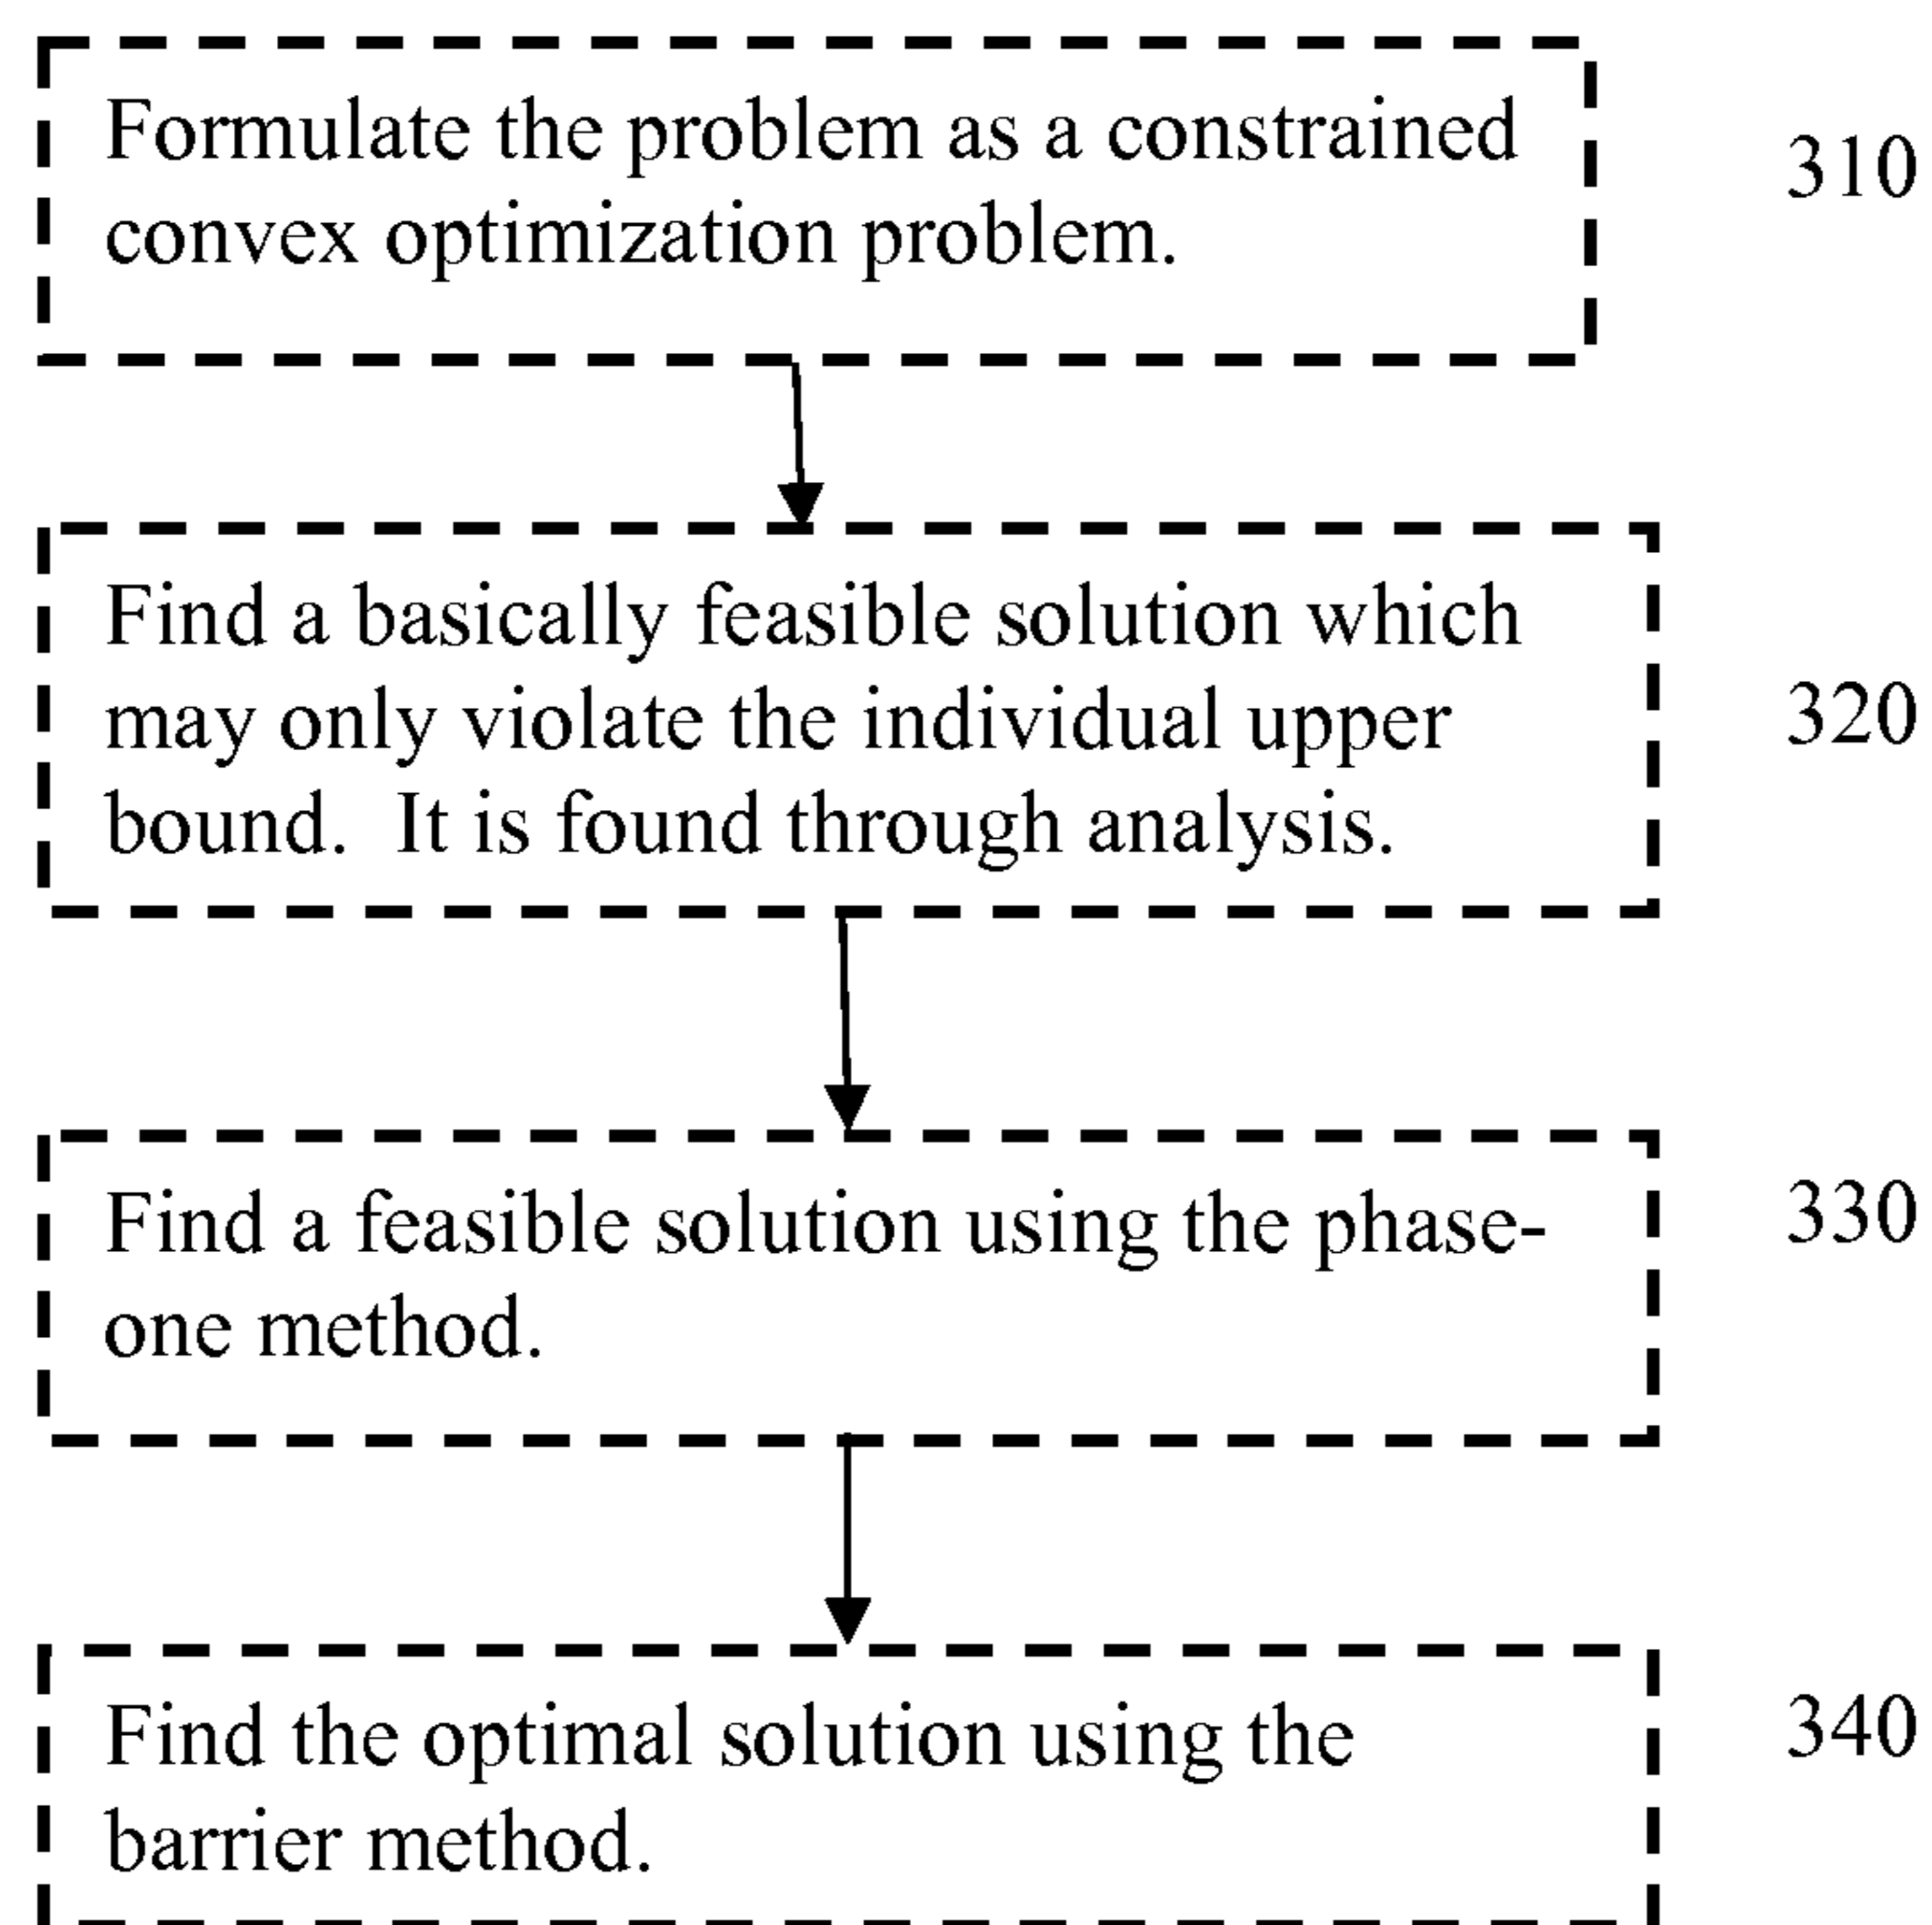 Formulate the problem as a constrained
convex optimization problem.
310
Find a basically feasible solution which
may only violate the individual upper
bound.  It is found through analysis.
320
Find a feasible solution using the phase-
one method.
330
Find the optimal solution using the
barrier method.
340